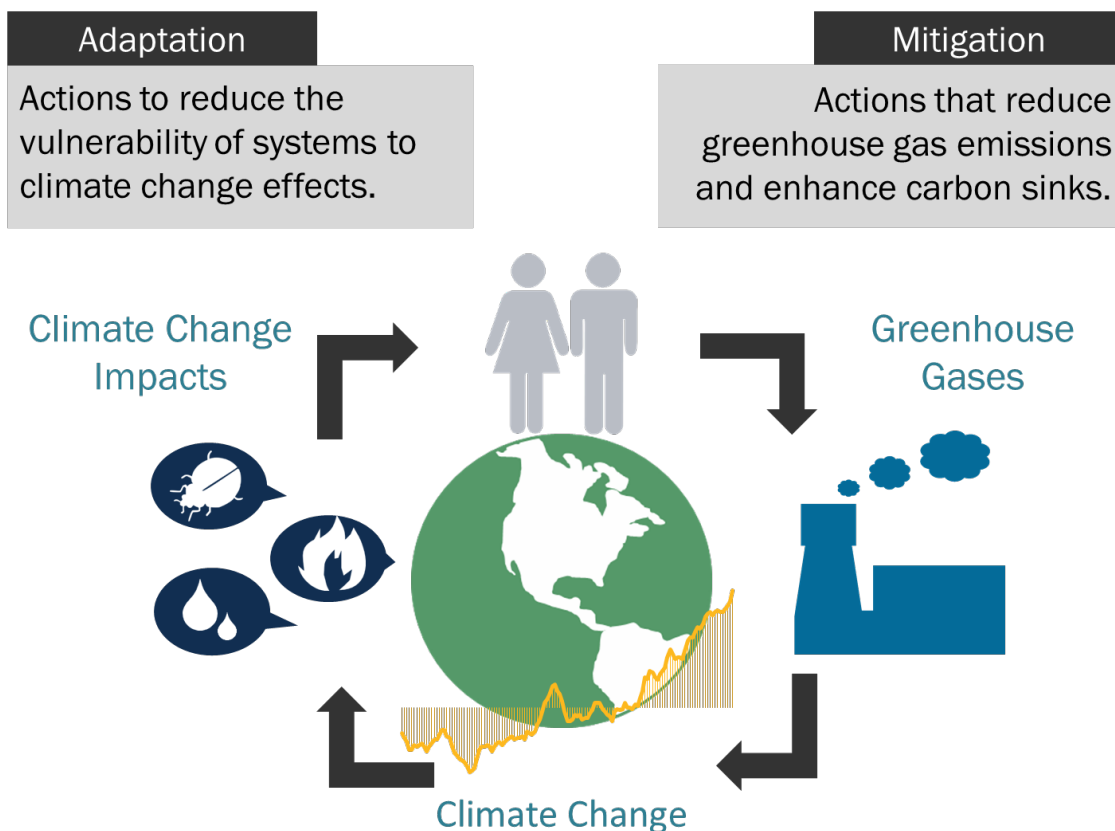 Adaptation
Actions to reduce the
vulnerability of systems to
climate change effects.
Mitigation
Actions that reduce
greenhouse gas emissions
and enhance carbon sinks.
Climate Change
Impacts
Greenhouse
Gases
Climate Change